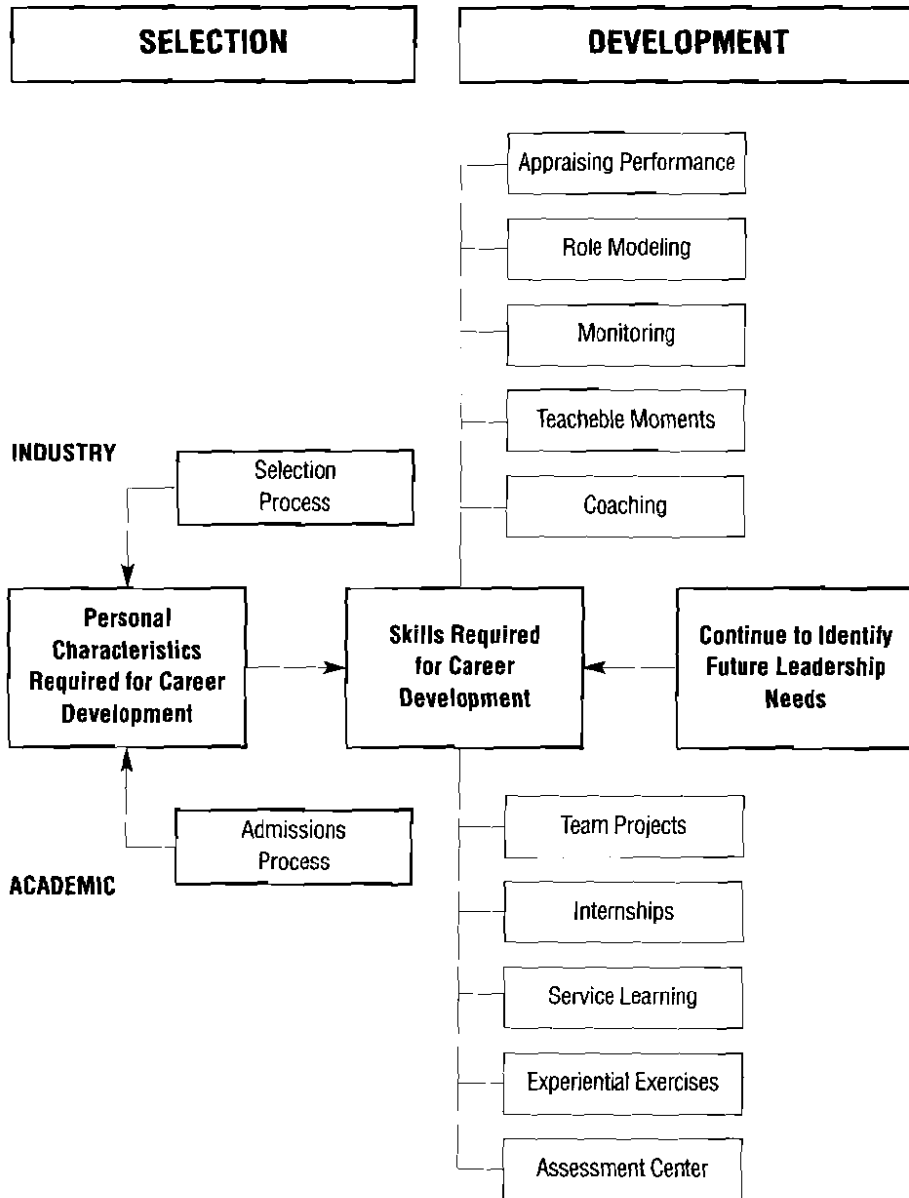 SELECTION
DEVELOPMENT
Appraising Performance
Role Modeling
Monitoring
Teacheble Moments
Coaching
INDUSTRY
Selection
Process
Personal
Characteristics
Required for Career
Development
Skills Required
for Career
Development
Continue to Identify
Future Leadership
Needs
Admissions
Process
ACADEMIC
Team Projects
Internships
Service Learning
Experiential Exercises
Assessment Center